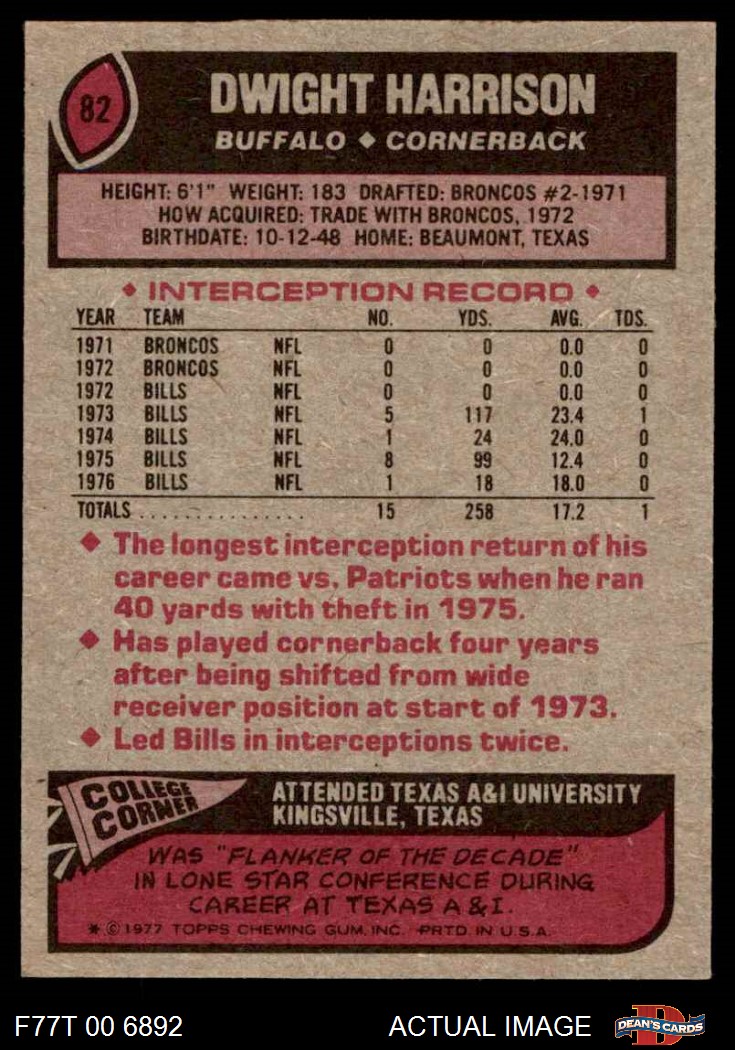 82
DWIGHT HARRISON
BUFFALO ◆ CORNERBACK
HEIGHT: 6'1" WEIGHT: 183 DRAFTED: BRONCOS #2-1971
HOW ACQUIRED: TRADE WITH BRONCOS, 1972
BIRTHDATE: 10-12-48 HOME: BEAUMONT, TEXAS
◆ INTERCEPTION RECORD ◆
YEAR TEAM NO. YDS. AVG. TDS.
1971 BRONCOS NFL 0 0 0.0 0
1972 BRONCOS NFL 0 0 0.0 0
1972 BILLS NFL 0 0 0.0 0
1973 BILLS NFL 5 117 23.4 1
1974 BILLS NFL 1 24 24.0 0
1975 BILLS NFL 8 99 12.4 0
1976 BILLS NFL 1 18 18.0 0
TOTALS . . . . . . . . . . . . . . . . 15 258 17.2 1
◆ The longest interception return of his
career came vs. Patriots when he ran
40 yards with theft in 1975.
◆ Has played cornerback four years
after being shifted from wide
receiver position at start of 1973.
◆ Led Bills in interceptions twice.
COLLEGE
CORNER
ATTENDED TEXAS A&I UNIVERSITY
KINGSVILLE, TEXAS
WAS "FLANKER OF THE DECADE"
IN LONE STAR CONFERENCE DURING
CAREER AT TEXAS A & I.
* © 1977 TOPPS CHEWING GUM, INC. PRTD. IN U.S.A.
F77T 00 6892 ACTUAL IMAGE
D
DEAN'S CARDS